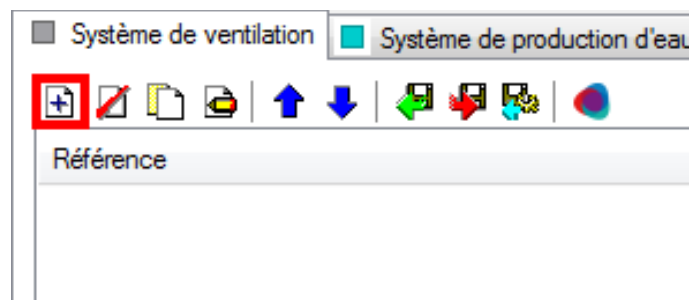 Système de ventilation
Système de production d'eau
Référence